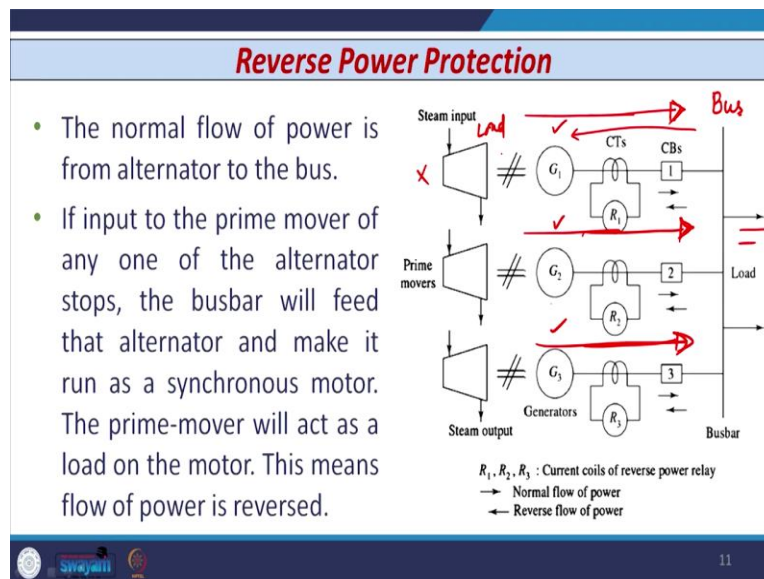 Reverse Power Protection
• The normal flow of power is
from alternator to the bus.
• If input to the prime mover of
any one of the alternator
stops, the busbar will feed
that alternator and make it
run as a synchronous motor.
The prime-mover will act as a
load on the motor. This means
flow of power is reversed.
Steam input
Load
Bus
CTs
CBs
G₁
1
R₁
Prime
movers
G₂
2
Load
R₂
G₃
3
Generators
R₃
Steam output
Busbar
R₁, R₂, R₃ : Current coils of reverse power relay
→ Normal flow of power
← Reverse flow of power
swayam
11